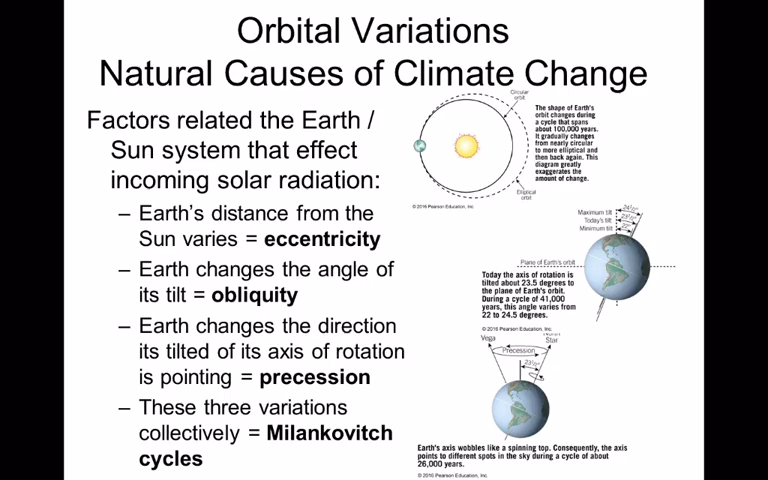 Orbital Variations
Natural Causes of Climate Change
Factors related the Earth /
Sun system that effect
incoming solar radiation:
– Earth's distance from the
Sun varies = eccentricity
– Earth changes the angle of
its tilt = obliquity
– Earth changes the direction
its tilted of its axis of rotation
is pointing = precession
– These three variations
collectively = Milankovitch
cycles
Circular
orbit
The shape of Earth's
orbit changes during
a cycle that spans
about 100,000 years.
It gradually changes
from nearly circular
to more elliptical and
then back again. This
diagram greatly
exaggerates the
amount of change.
Elliptical
orbit
© 2016 Pearson Education, Inc.
Maximum tilt
Today's tilt
Minimum tilt
24½°
23½°
22°
Plane of Earth's orbit
Today the axis of rotation is
tilted about 23.5 degrees to
the plane of Earth's orbit.
During a cycle of 41,000
years, this angle varies from
22 to 24.5 degrees.
© 2016 Pearson Education, Inc.
Vega
Star
Precession
23½°
Earth's axis wobbles like a spinning top. Consequently, the axis
points to different spots in the sky during a cycle of about
26,000 years.
© 2016 Pearson Education, Inc.